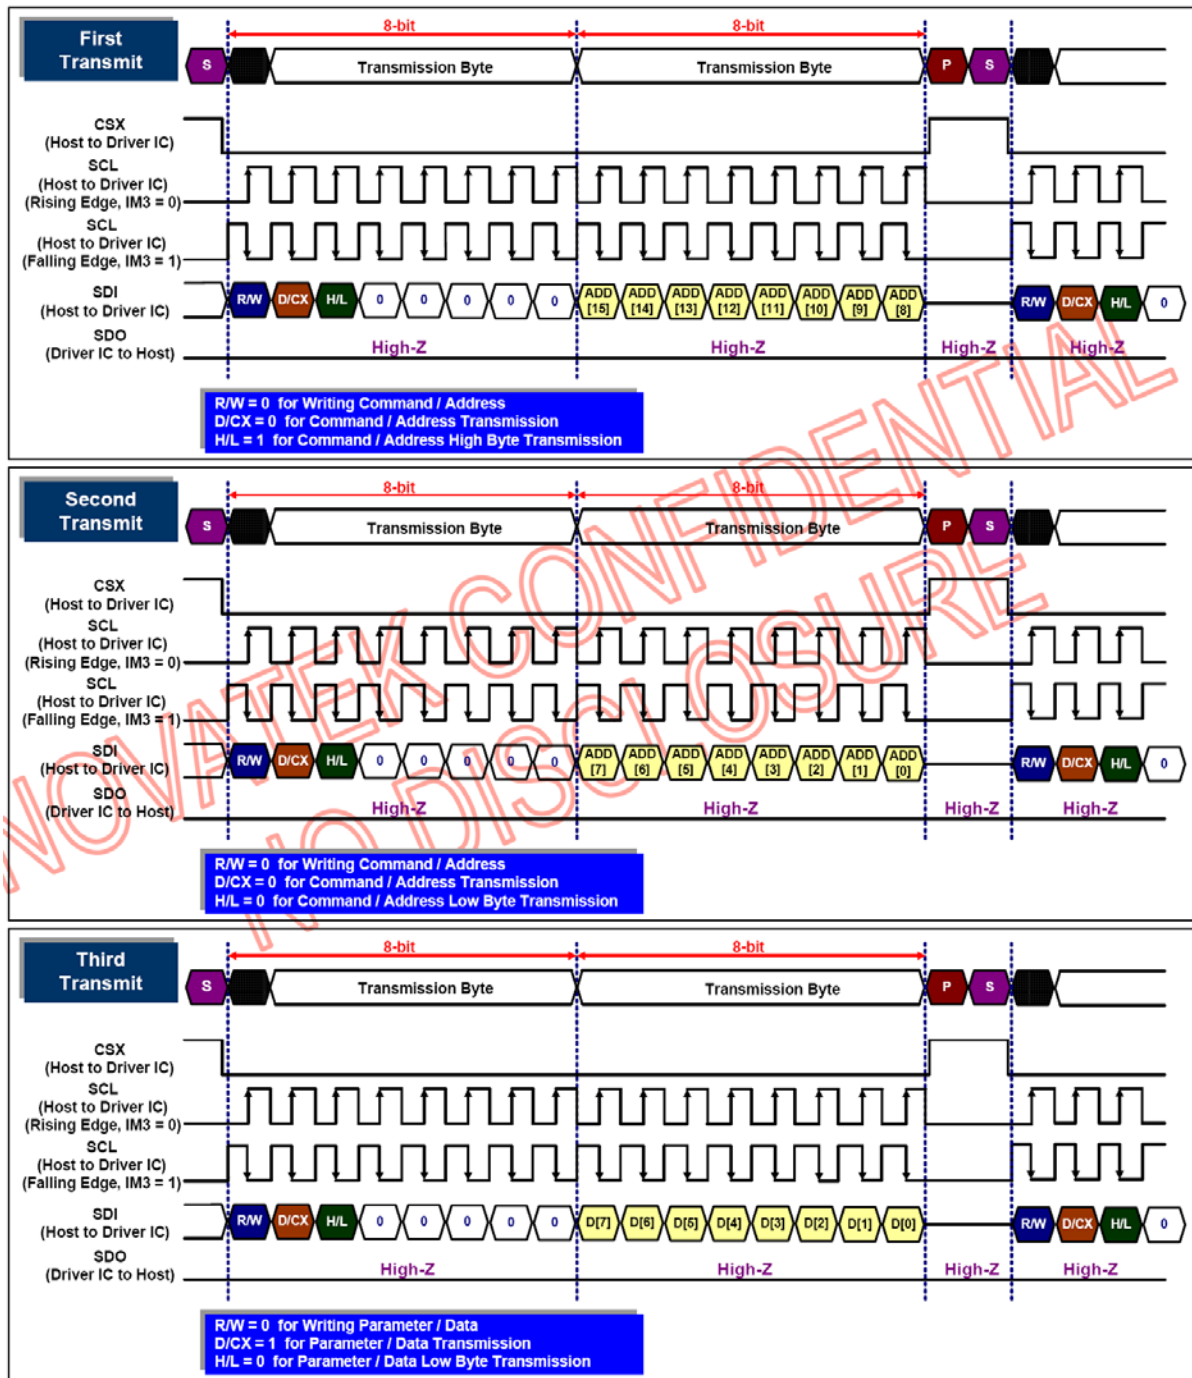 First
Transmit
8-bit
8-bit
S
Transmission Byte
Transmission Byte
P
S
CSX
(Host to Driver IC)
SCL
(Host to Driver IC)
(Rising Edge, IM3 = 0)
SCL
(Host to Driver IC)
(Falling Edge, IM3 = 1)
SDI
(Host to Driver IC)
R/W D/CX H/L 0 0 0 0 0 ADD [15] ADD [14] ADD [13] ADD [12] ADD [11] ADD [10] ADD [9] ADD [8] R/W D/CX H/L 0
SDO
(Driver IC to Host)
High-Z High-Z High-Z High-Z
R/W = 0 for Writing Command / Address
D/CX = 0 for Command / Address Transmission
H/L = 1 for Command / Address High Byte Transmission
NOVATEK CONFIDENTIAL
NO DISCLOSURE
Second
Transmit
8-bit
8-bit
S
Transmission Byte
Transmission Byte
P
S
CSX
(Host to Driver IC)
SCL
(Host to Driver IC)
(Rising Edge, IM3 = 0)
SCL
(Host to Driver IC)
(Falling Edge, IM3 = 1)
SDI
(Host to Driver IC)
R/W D/CX H/L 0 0 0 0 0 ADD [7] ADD [6] ADD [5] ADD [4] ADD [3] ADD [2] ADD [1] ADD [0] R/W D/CX H/L 0
SDO
(Driver IC to Host)
High-Z High-Z High-Z High-Z
R/W = 0 for Writing Command / Address
D/CX = 0 for Command / Address Transmission
H/L = 0 for Command / Address Low Byte Transmission
Third
Transmit
8-bit
8-bit
S
Transmission Byte
Transmission Byte
P
S
CSX
(Host to Driver IC)
SCL
(Host to Driver IC)
(Rising Edge, IM3 = 0)
SCL
(Host to Driver IC)
(Falling Edge, IM3 = 1)
SDI
(Host to Driver IC)
R/W D/CX H/L 0 0 0 0 0 D[7] D[6] D[5] D[4] D[3] D[2] D[1] D[0] R/W D/CX H/L 0
SDO
(Driver IC to Host)
High-Z High-Z High-Z High-Z
R/W = 0 for Writing Parameter / Data
D/CX = 1 for Parameter / Data Transmission
H/L = 0 for Parameter / Data Low Byte Transmission